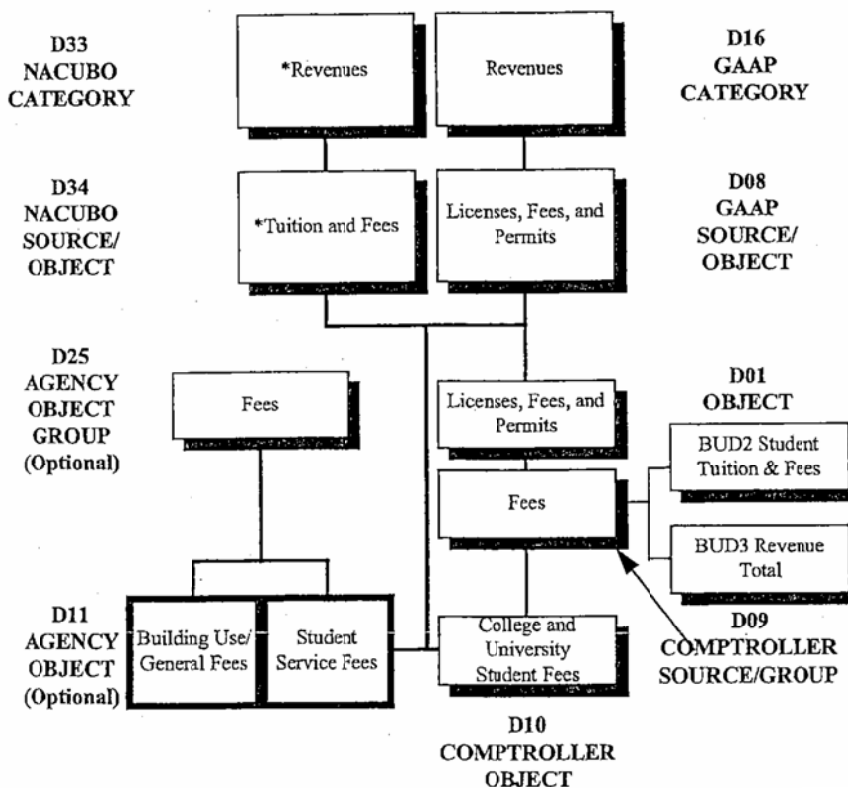 D33
NACUBO
CATEGORY
*Revenues
Revenues
D16
GAAP
CATEGORY
D34
NACUBO
SOURCE/
OBJECT
*Tuition and Fees
Licenses, Fees, and
Permits
D08
GAAP
SOURCE/
OBJECT
D25
AGENCY
OBJECT
GROUP
(Optional)
Fees
Licenses, Fees, and
Permits
D01
OBJECT
BUD2 Student
Tuition & Fees
Fees
BUD3 Revenue
Total
D11
AGENCY
OBJECT
(Optional)
Building Use/
General Fees
Student
Service Fees
College and
University
Student Fees
D09
COMPTROLLER
SOURCE/GROUP
D10
COMPTROLLER
OBJECT